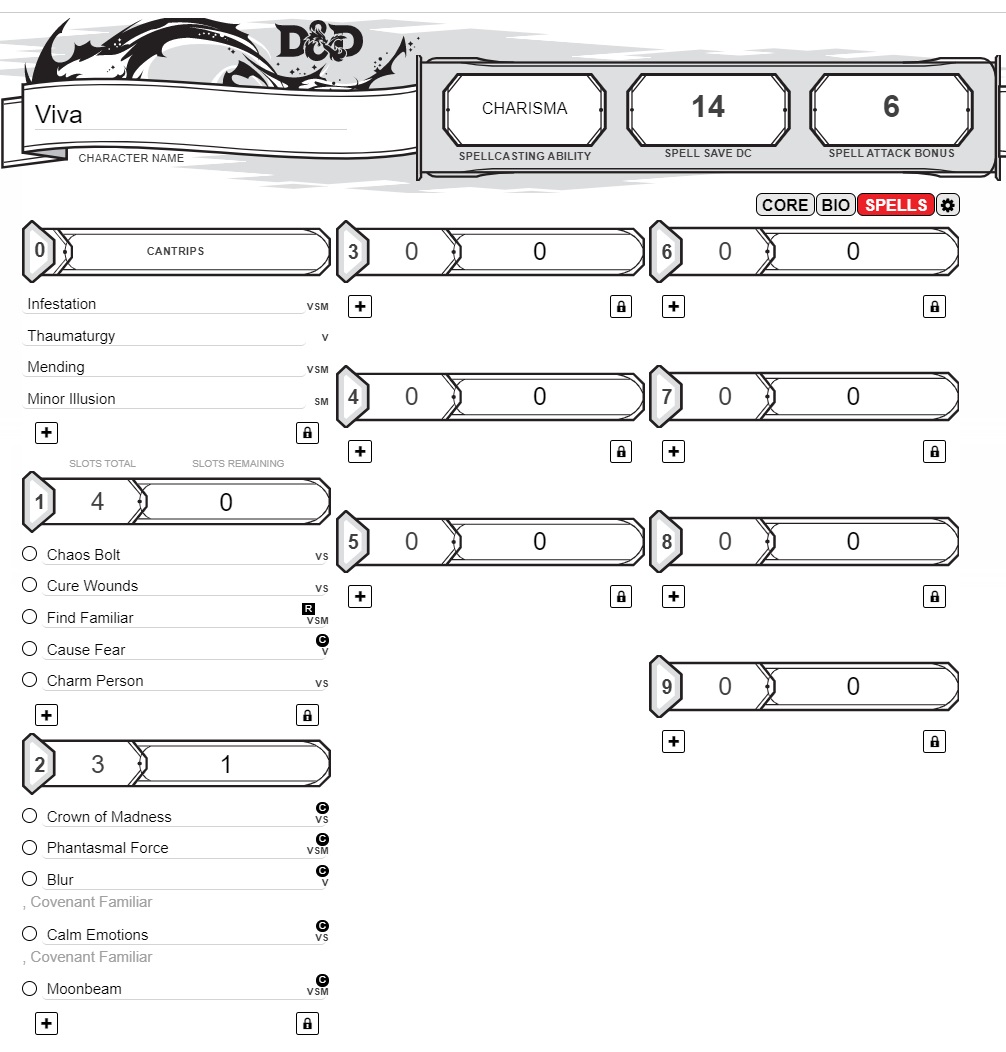 D&D
Viva
CHARACTER NAME
CHARISMA
SPELLCASTING ABILITY
14
SPELL SAVE DC
6
SPELL ATTACK BONUS
CORE BIO SPELLS
0 CANTRIPS
Infestation VSM
Thaumaturgy V
Mending VSM
Minor Illusion SM
+
SLOTS TOTAL SLOTS REMAINING
1 4 0
Chaos Bolt VS
Cure Wounds VS
Find Familiar R VSM
Cause Fear C V
Charm Person VS
+
2 3 1
Crown of Madness C VS
Phantasmal Force C VSM
Blur C V
, Covenant Familiar
Calm Emotions C VS
, Covenant Familiar
Moonbeam C VSM
+
3 0 0
+
4 0 0
+
5 0 0
+
6 0 0
+
7 0 0
+
8 0 0
+
9 0 0
+